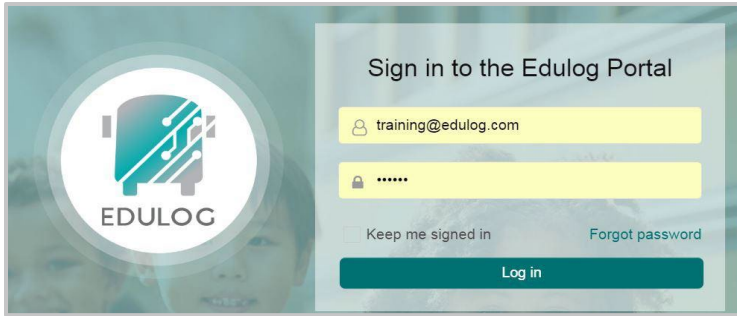 EDULOG
Sign in to the Edulog Portal
training@edulog.com
••••••
Keep me signed in
Forgot password
Log in